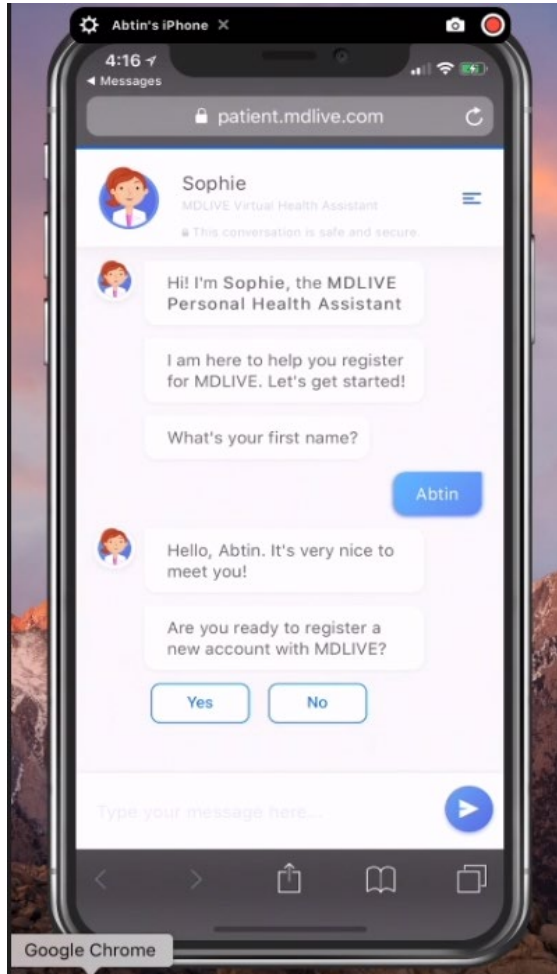 Abtin's iPhone ×
4:16
Messages
patient.mdlive.com
Sophie
MDLIVE Virtual Health Assistant
This conversation is safe and secure.
Hi! I'm Sophie, the MDLIVE
Personal Health Assistant
I am here to help you register
for MDLIVE. Let's get started!
What's your first name?
Abtin
Hello, Abtin. It's very nice to
meet you!
Are you ready to register a
new account with MDLIVE?
Yes No
Type your message here...
Google Chrome